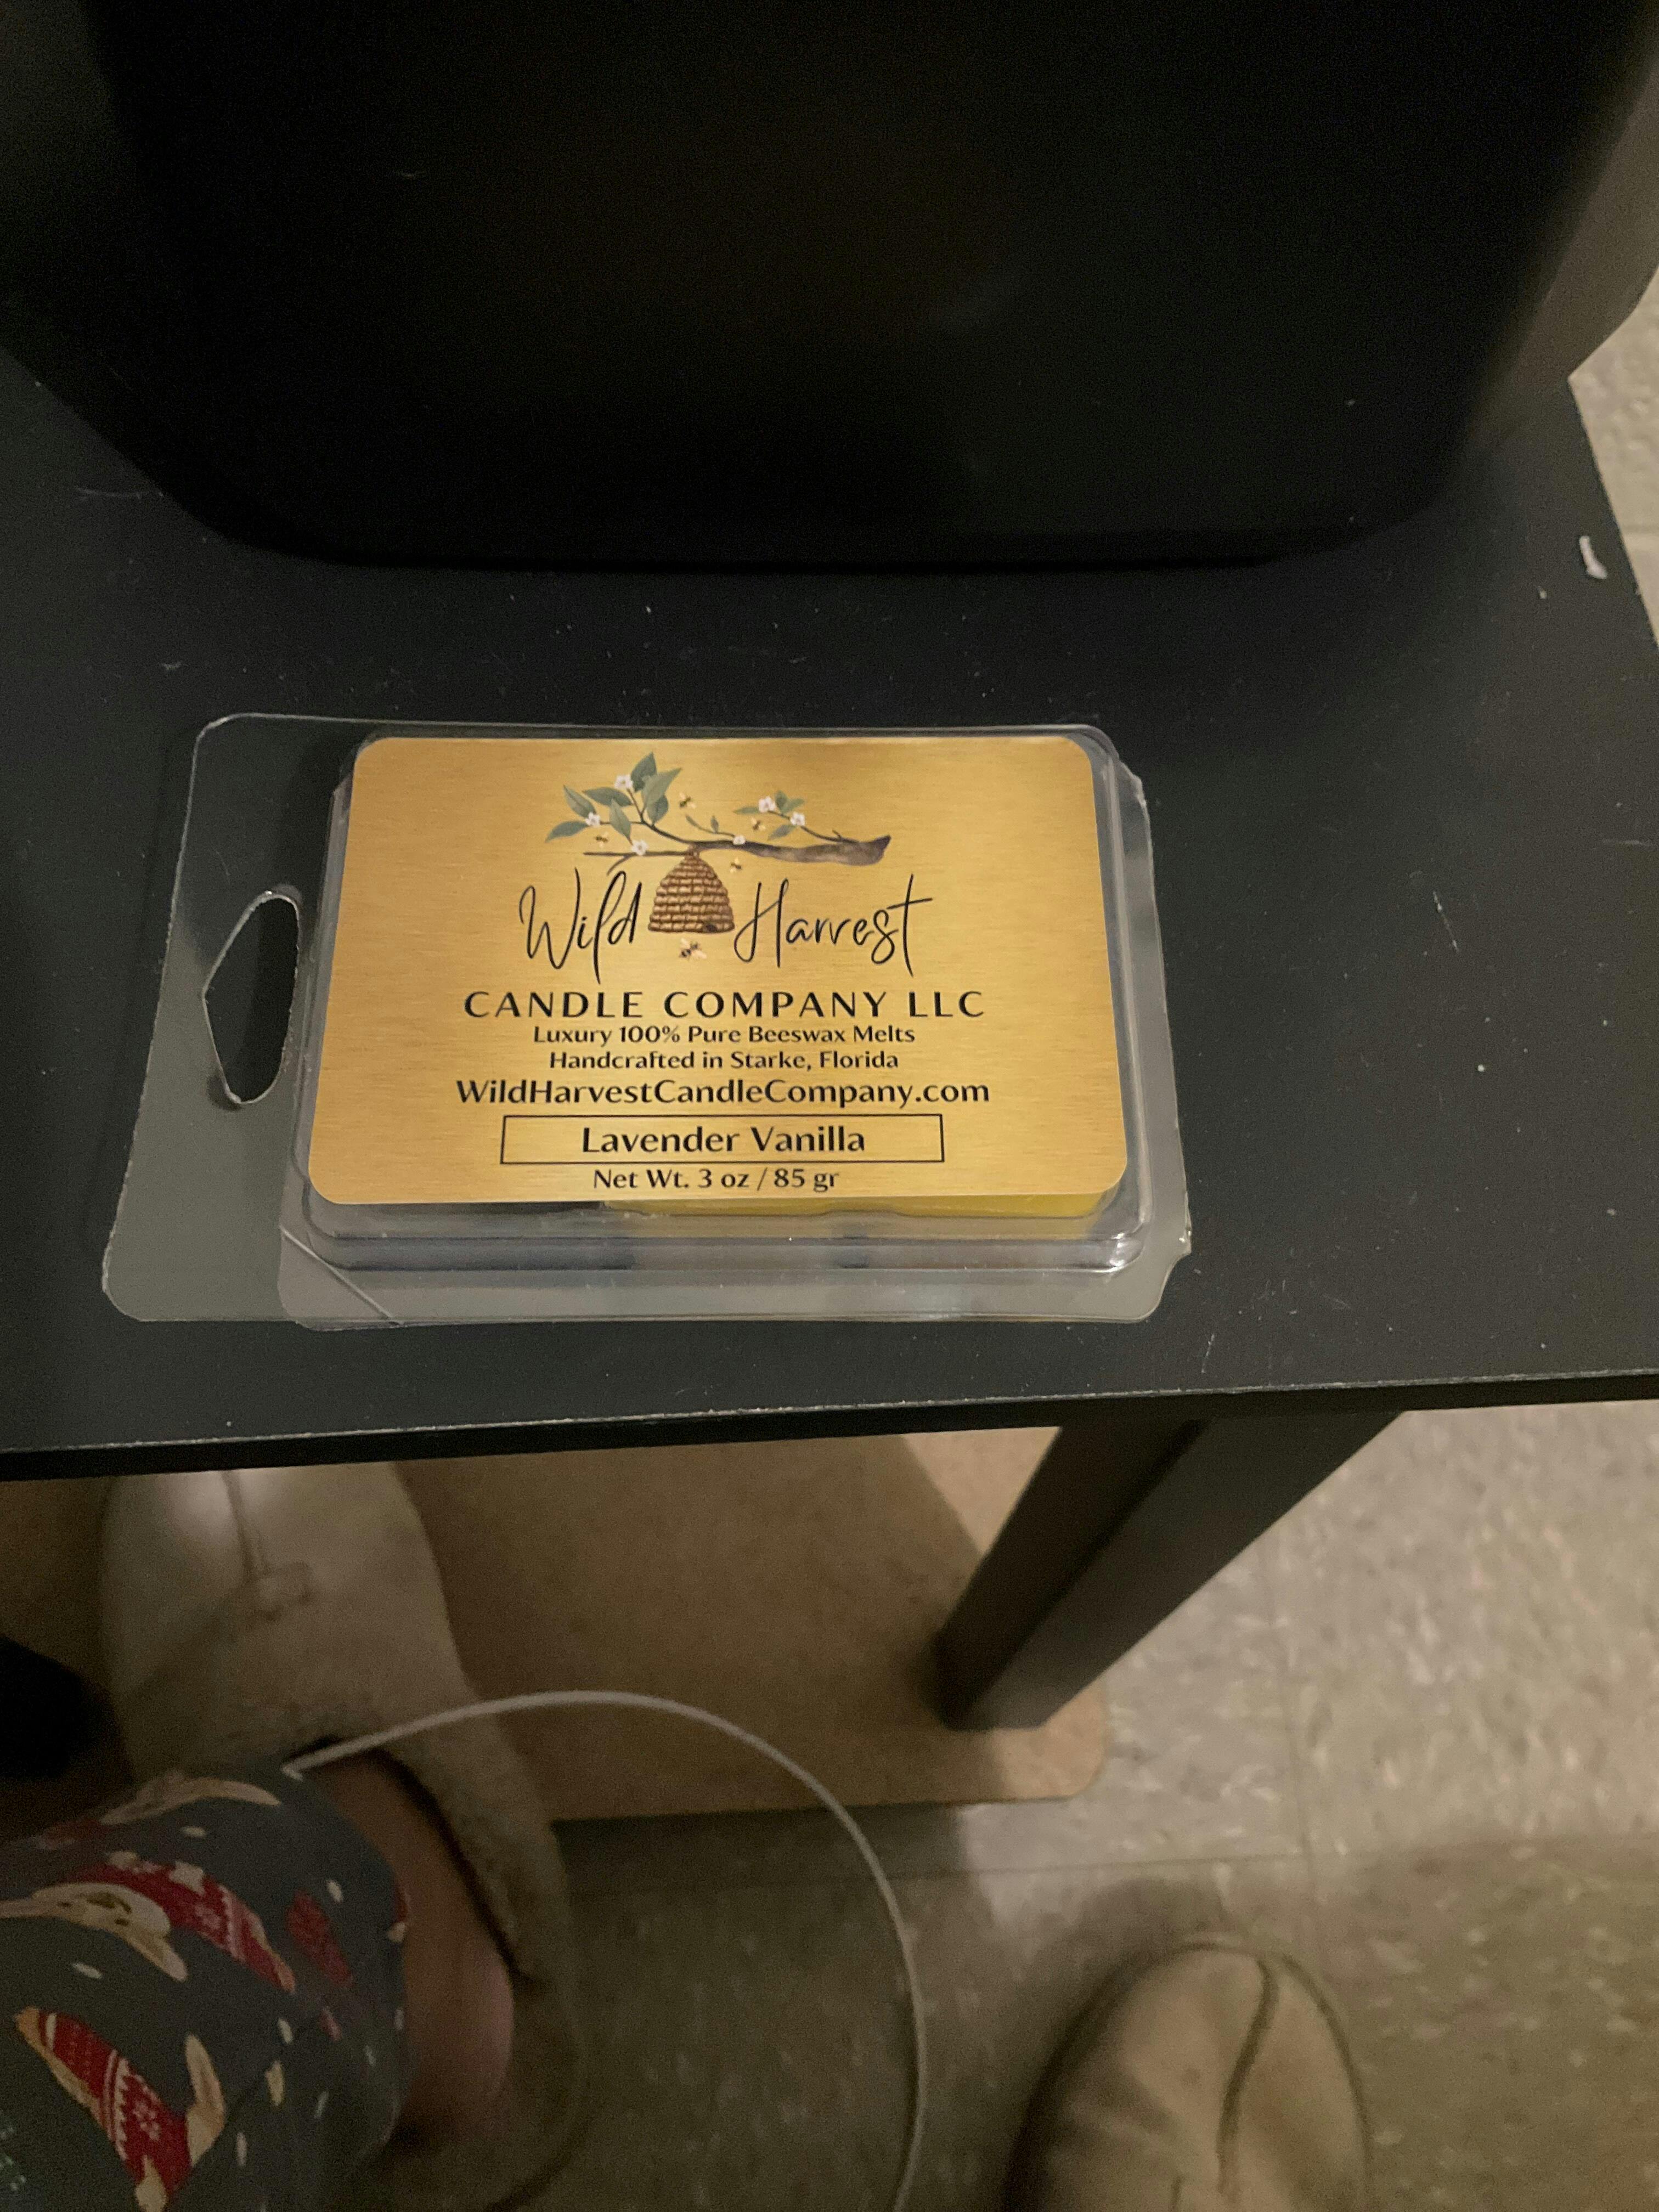 Wild Harvest
CANDLE COMPANY LLC
Luxury 100% Pure Beeswax Melts
Handcrafted in Starke, Florida
WildHarvestCandleCompany.com
Lavender Vanilla
Net Wt. 3 oz / 85 gr